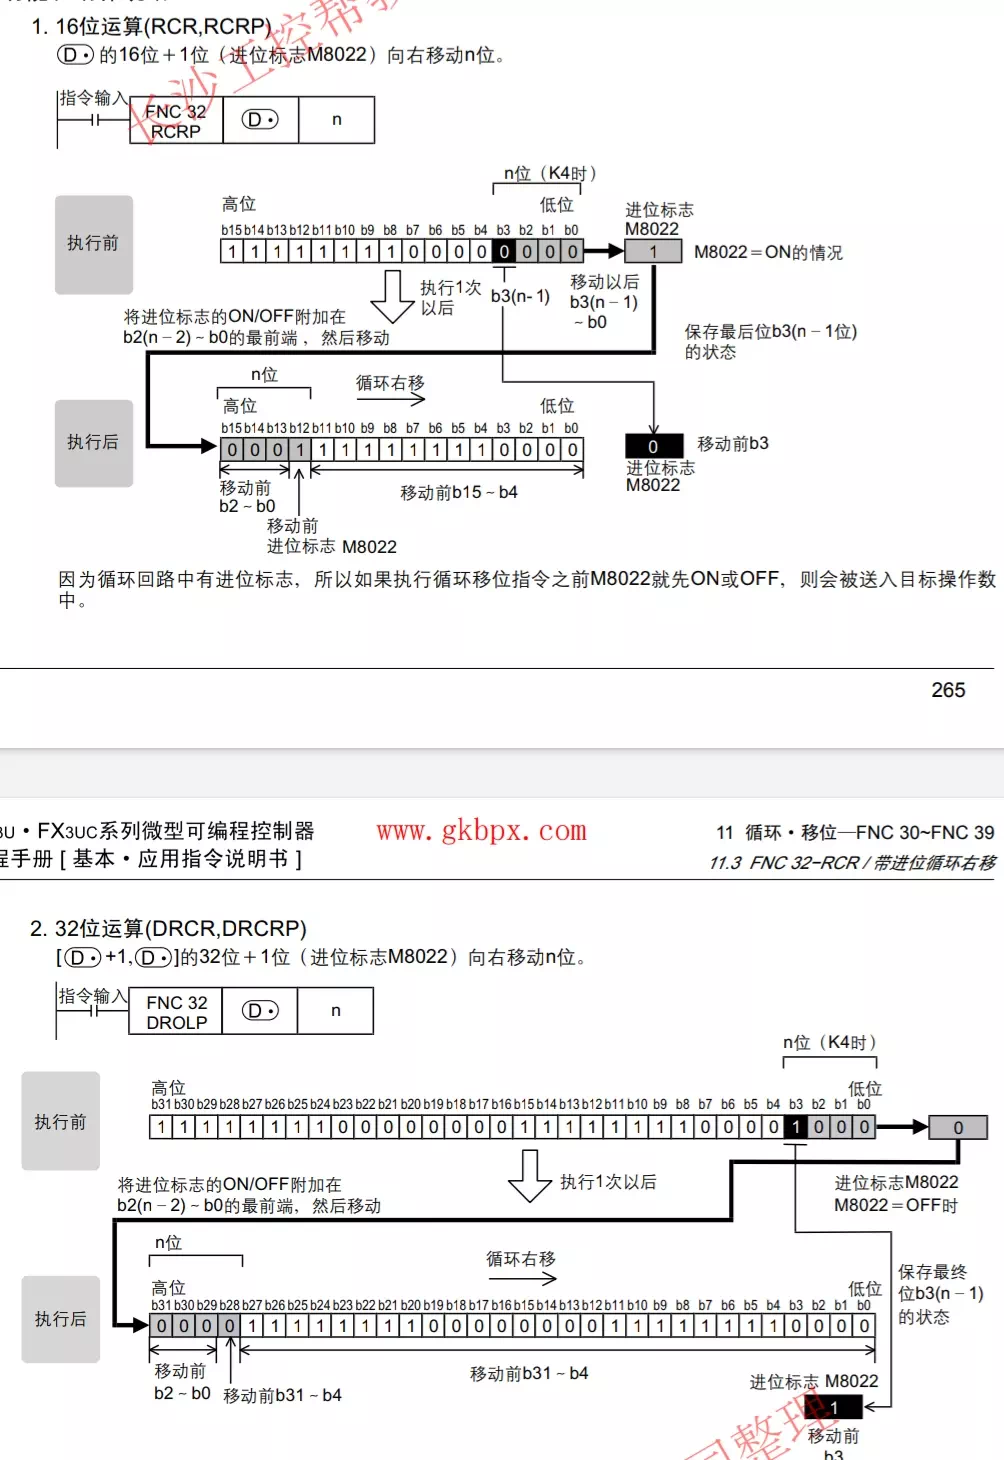 1. 16位运算(RCR,RCRP)
D· 的16位＋1位（进位标志M8022）向右移动n位。
长沙工控帮教
指令输入
FNC 32
RCRP
D·
n
n位（K4时）
高位
低位
进位标志
M8022
b15 b14 b13 b12 b11 b10 b9 b8 b7 b6 b5 b4 b3 b2 b1 b0
执行前
1 1 1 1 1 1 1 1 0 0 0 0 0 0 0 0
1
M8022＝ON的情况
执行1次
以后
b3(n-1)
移动以后
b3(n－1)
~ b0
将进位标志的ON/OFF附加在
b2(n－2)~b0的最前端，然后移动
保存最后位b3(n－1位)
的状态
n位
循环右移
高位
低位
b15 b14 b13 b12 b11 b10 b9 b8 b7 b6 b5 b4 b3 b2 b1 b0
执行后
0 0 0 1 1 1 1 1 1 1 1 1 0 0 0 0
0
移动前b3
进位标志
M8022
移动前
b2~b0
移动前b15~b4
移动前
进位标志 M8022
因为循环回路中有进位标志，所以如果执行循环移位指令之前M8022就先ON或OFF，则会被送入目标操作数
中。
265
3U·FX3UC系列微型可编程控制器
www.gkbpx.com
11 循环·移位—FNC 30~FNC 39
程手册 [ 基本·应用指令说明书 ]
11.3 FNC 32−RCR / 带进位循环右移
2. 32位运算(DRCR,DRCRP)
[D·+1,D·]的32位＋1位（进位标志M8022）向右移动n位。
指令输入
FNC 32
DROLP
D·
n
n位（K4时）
高位
低位
b31 b30 b29 b28 b27 b26 b25 b24 b23 b22 b21 b20 b19 b18 b17 b16 b15 b14 b13 b12 b11 b10 b9 b8 b7 b6 b5 b4 b3 b2 b1 b0
执行前
1 1 1 1 1 1 1 1 0 0 0 0 0 0 0 0 1 1 1 1 1 1 1 1 0 0 0 0 1 0 0 0
0
执行1次以后
将进位标志的ON/OFF附加在
b2(n－2)~b0的最前端，然后移动
进位标志M8022
M8022＝OFF时
n位
循环右移
高位
低位
保存最终
位b3(n－1)
的状态
b31 b30 b29 b28 b27 b26 b25 b24 b23 b22 b21 b20 b19 b18 b17 b16 b15 b14 b13 b12 b11 b10 b9 b8 b7 b6 b5 b4 b3 b2 b1 b0
执行后
0 0 0 0 1 1 1 1 1 1 1 1 0 0 0 0 0 0 0 0 1 1 1 1 1 1 1 1 0 0 0 0
移动前
b2~b0
移动前b31~b4
移动前b31~b4
进位标志 M8022
1
移动前
b3
整理